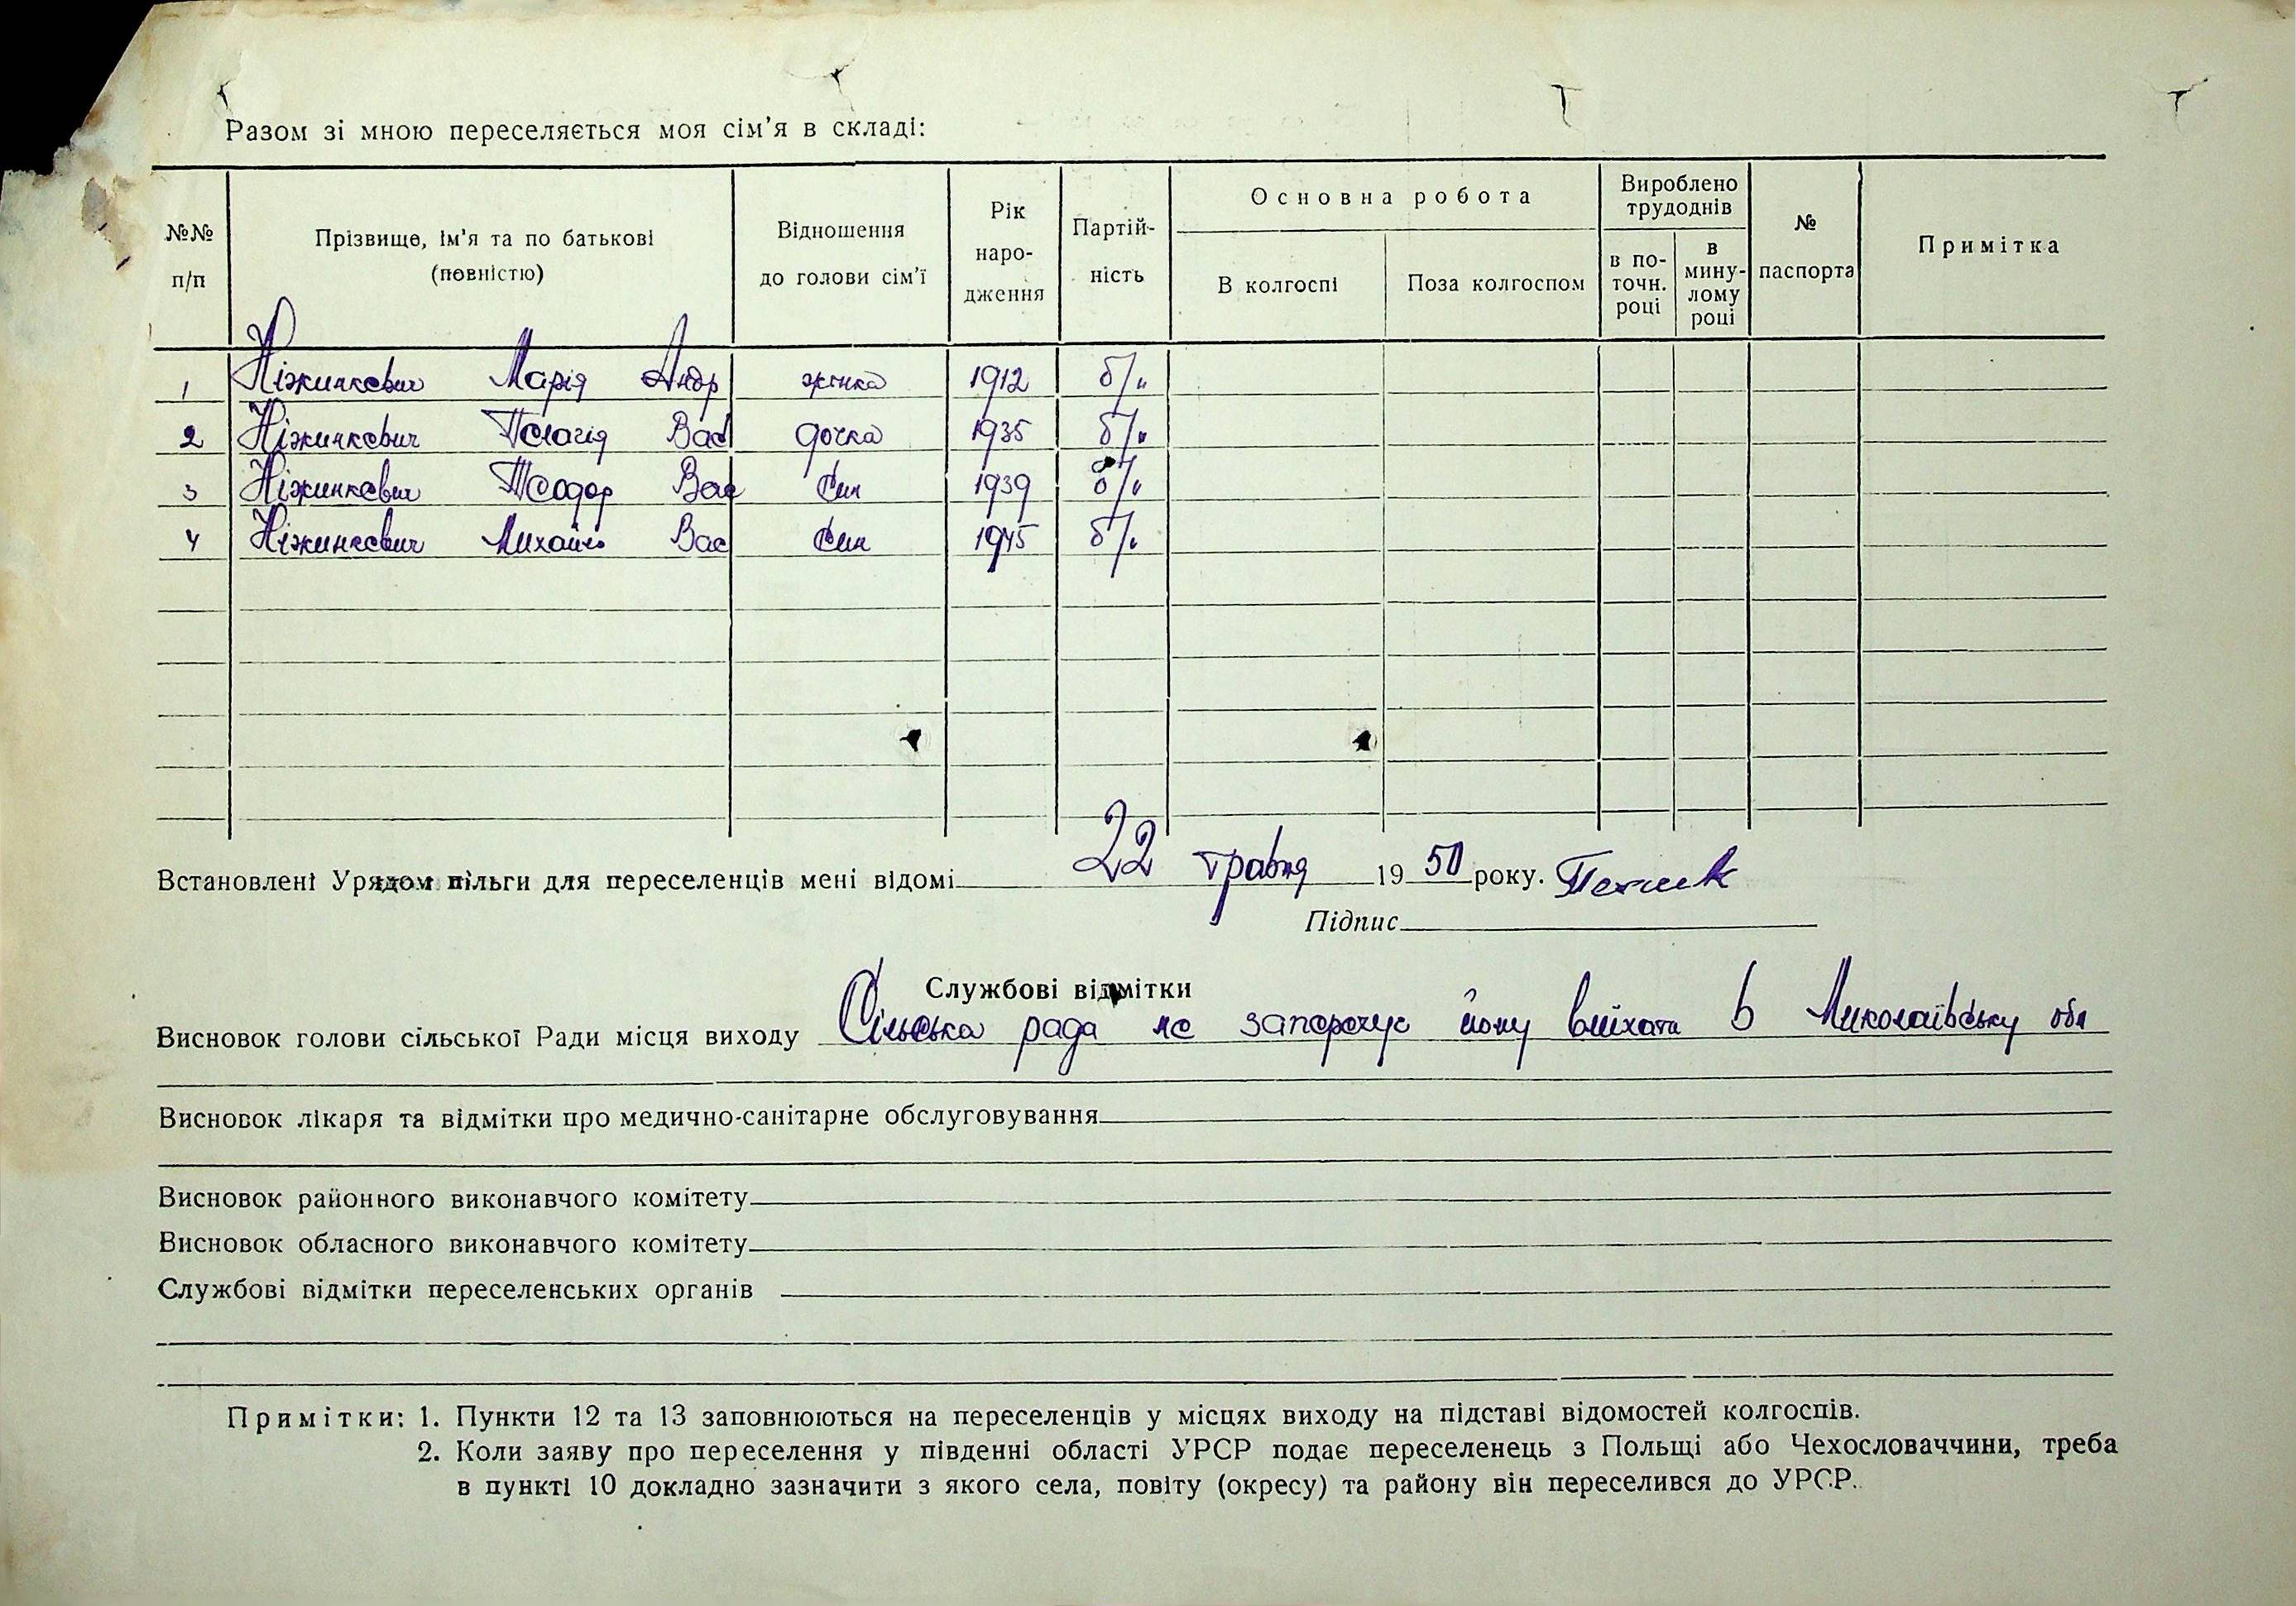 Разом зі мною переселяється моя сім'я в складі:
№№ п/п
Прізвище, ім'я та по батькові (повністю)
Відношення до голови сім'ї
Рік народження
Партійність
Основна робота
В колгоспі
Поза колгоспом
Вироблено трудоднів
в поточн. році
в минулому році
№ паспорта
Примітка
1 Ніжинкевич Марія Андр жінка 1912 б/п
2 Ніжинкевич Пелагія Вас дочка 1935 б/п
3 Ніжинкевич Теодор Вас син 1939 б/п
4 Ніжинкевич Михайло Вас син 1945 б/п
Встановлені Урядом пільги для переселенців мені відомі 22 травня 1950 року.
Підпис
Службові відмітки
Висновок голови сільської Ради місця виходу Сільська рада не заперечує йому виїхати в Миколаївську обл
Висновок лікаря та відмітки про медично-санітарне обслуговування
Висновок районного виконавчого комітету
Висновок обласного виконавчого комітету
Службові відмітки переселенських органів
Примітки: 1. Пункти 12 та 13 заповнюються на переселенців у місцях виходу на підставі відомостей колгоспів.
2. Коли заяву про переселення у південні області УРСР подає переселенець з Польщі або Чехословаччини, треба
в пункті 10 докладно зазначити з якого села, повіту (окресу) та району він переселився до УРСР.